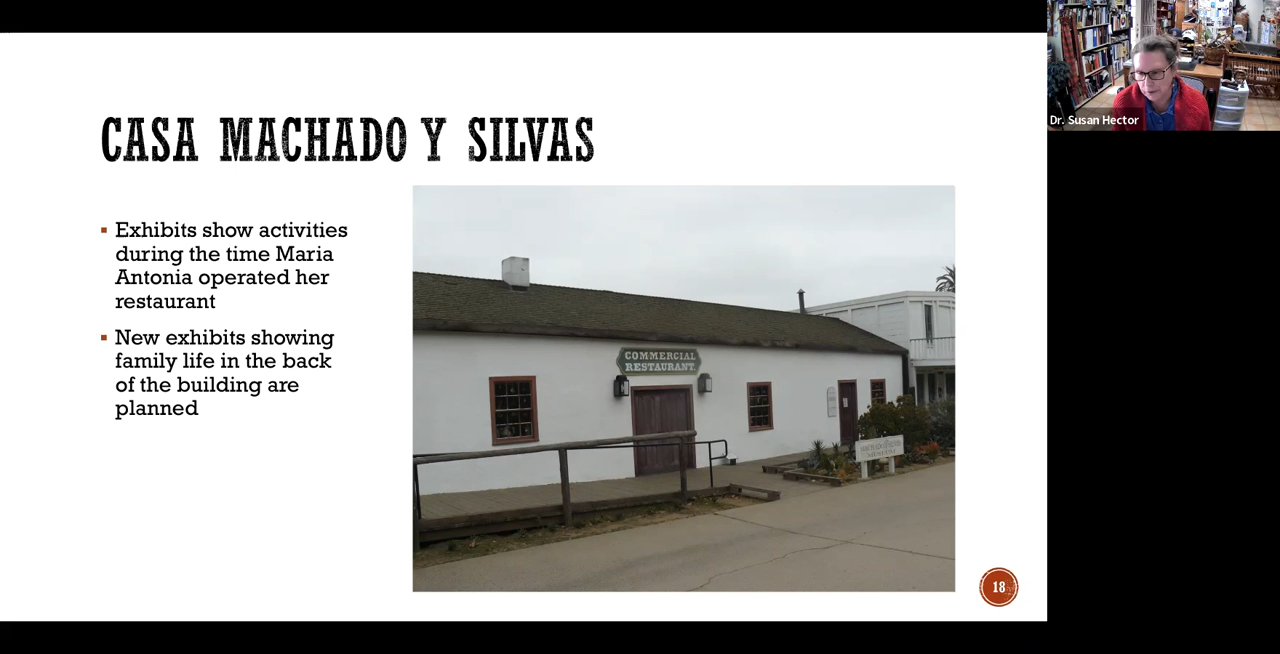 CASA MACHADO Y SILVAS
Exhibits show activities
during the time Maria
Antonia operated her
restaurant
New exhibits showing
family life in the back
of the building are
planned
COMMERCIAL
RESTAURANT.
18
Dr. Susan Hector